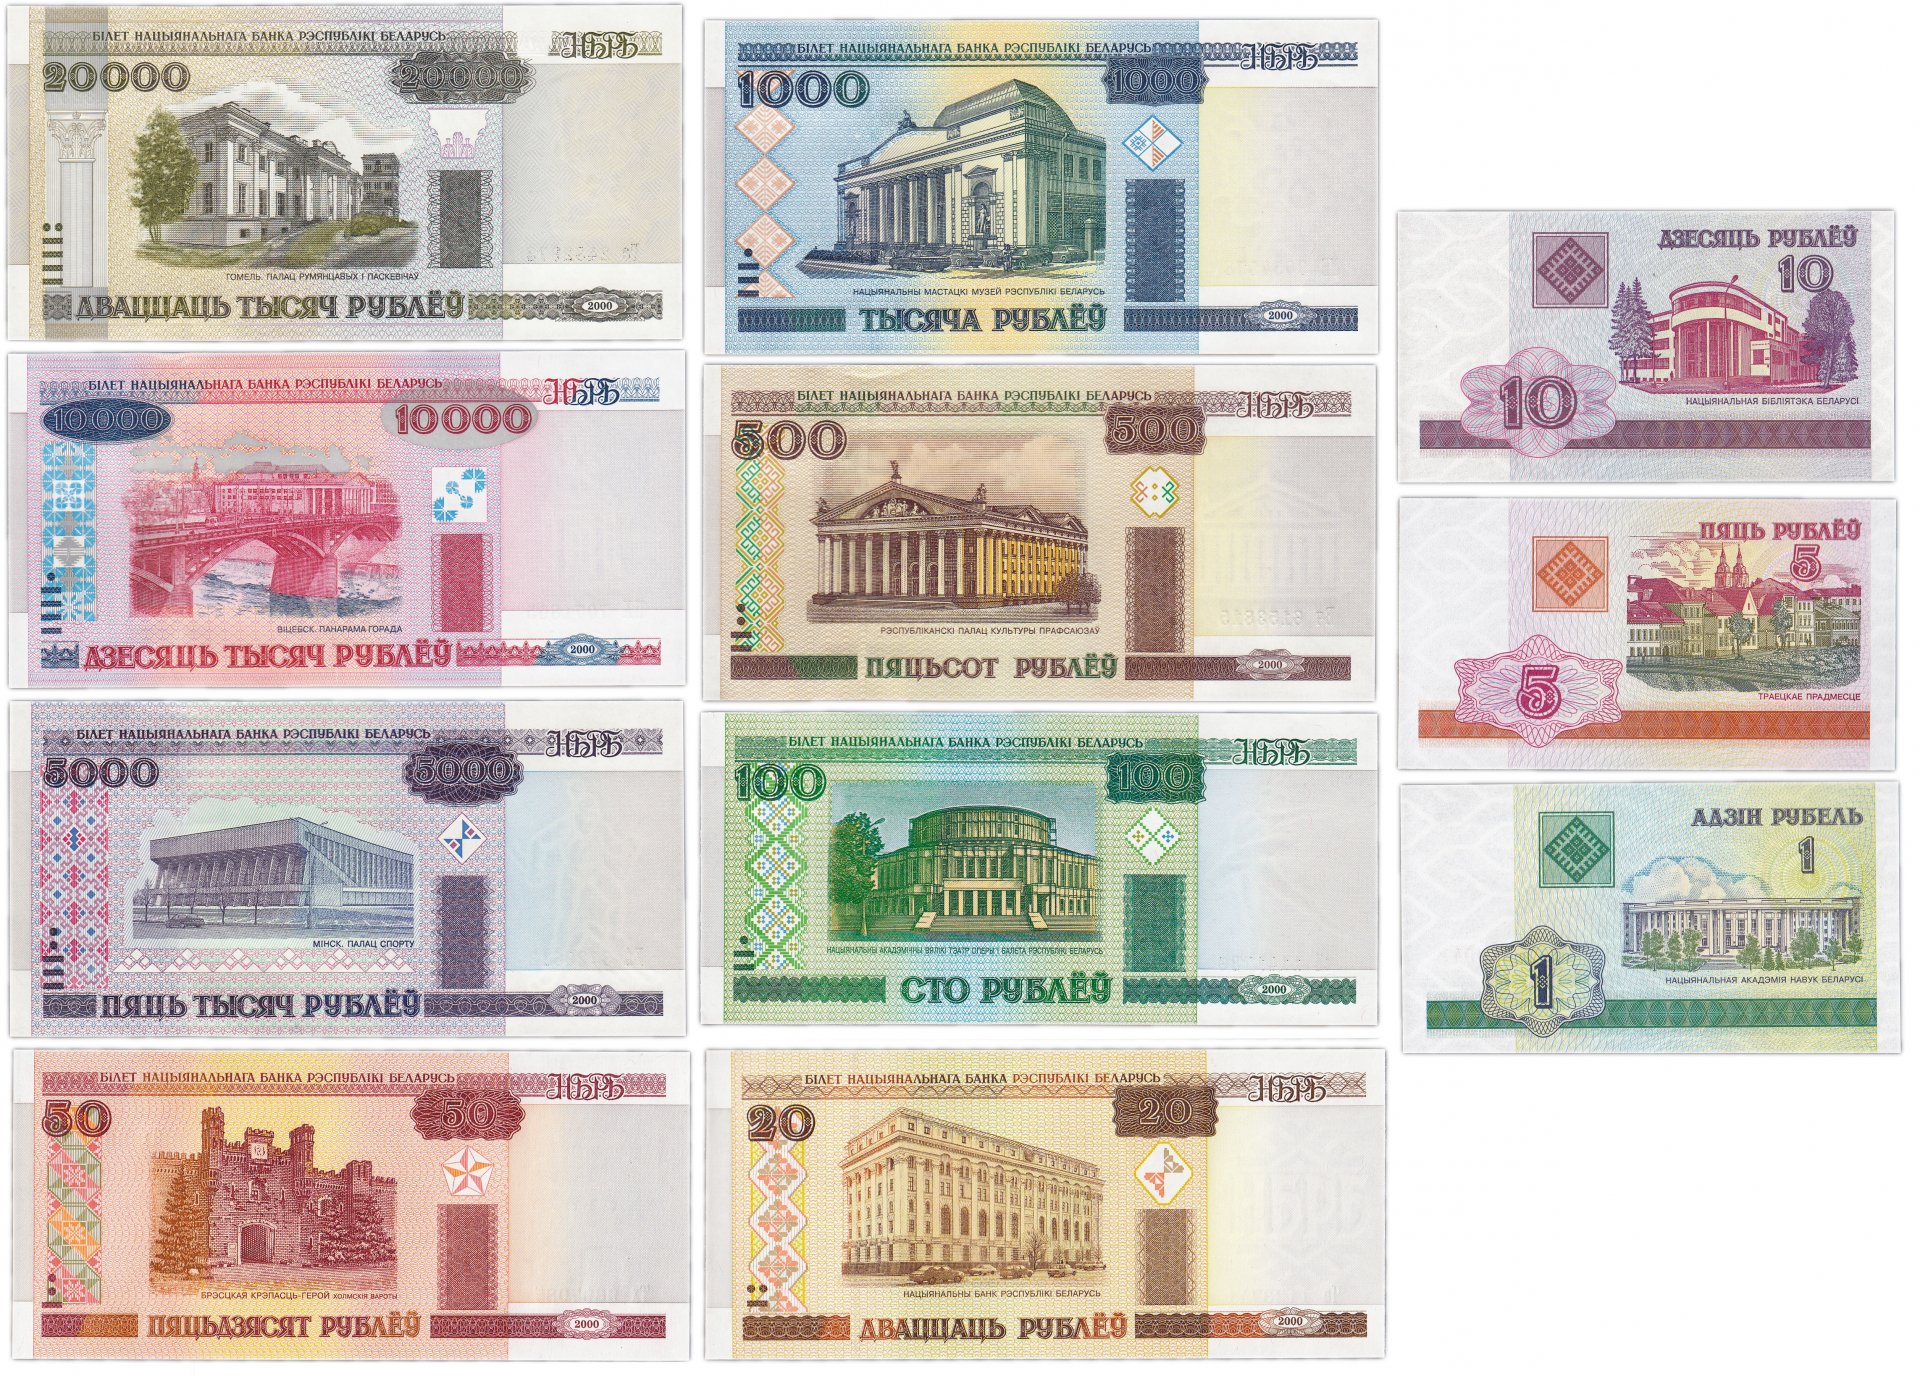 БІЛЕТ НАЦЫЯНАЛЬНАГА БАНКА РЭСПУБЛІКІ БЕЛАРУСЬ
НБРБ
20000
20000
ГОМЕЛЬ. ПАЛАЦ РУМЯНЦАВЫХ І ПАСКЕВІЧАЎ
ДВАЦЦАЦЬ ТЫСЯЧ РУБЛЁЎ
2000
БІЛЕТ НАЦЫЯНАЛЬНАГА БАНКА РЭСПУБЛІКІ БЕЛАРУСЬ
НБРБ
10000
10000
ВІЦЕБСК. ПАНАРАМА ГОРАДА
ДЗЕСЯЦЬ ТЫСЯЧ РУБЛЁЎ
2000
БІЛЕТ НАЦЫЯНАЛЬНАГА БАНКА РЭСПУБЛІКІ БЕЛАРУСЬ
НБРБ
5000
5000
МІНСК. ПАЛАЦ СПОРТУ
ПЯЦЬ ТЫСЯЧ РУБЛЁЎ
2000
БІЛЕТ НАЦЫЯНАЛЬНАГА БАНКА РЭСПУБЛІКІ БЕЛАРУСЬ
НБРБ
50
50
БРЭСЦКАЯ КРЭПАСЦЬ-ГЕРОЙ ХОЛМСКІЯ ВАРОТЫ
ПЯЦЬДЗЯСЯТ РУБЛЁЎ
2000
БІЛЕТ НАЦЫЯНАЛЬНАГА БАНКА РЭСПУБЛІКІ БЕЛАРУСЬ
НБРБ
1000
1000
НАЦЫЯНАЛЬНЫ МАСТАЦКІ МУЗЕЙ РЭСПУБЛІКІ БЕЛАРУСЬ
ТЫСЯЧА РУБЛЁЎ
2000
БІЛЕТ НАЦЫЯНАЛЬНАГА БАНКА РЭСПУБЛІКІ БЕЛАРУСЬ
НБРБ
500
500
РЭСПУБЛІКАНСКІ ПАЛАЦ КУЛЬТУРЫ ПРАФСАЮЗАЎ
ПЯЦЬСОТ РУБЛЁЎ
2000
БІЛЕТ НАЦЫЯНАЛЬНАГА БАНКА РЭСПУБЛІКІ БЕЛАРУСЬ
НБРБ
100
100
НАЦЫЯНАЛЬНЫ АКАДЭМІЧНЫ ВЯЛІКІ ТЭАТР ОПЕРЫ І БАЛЕТА РЭСПУБЛІКІ БЕЛАРУСЬ
СТО РУБЛЁЎ
2000
БІЛЕТ НАЦЫЯНАЛЬНАГА БАНКА РЭСПУБЛІКІ БЕЛАРУСЬ
НБРБ
20
20
НАЦЫЯНАЛЬНЫ БАНК РЭСПУБЛІКІ БЕЛАРУСЬ
ДВАЦЦАЦЬ РУБЛЁЎ
2000
ДЗЕСЯЦЬ РУБЛЁЎ
10
10
НАЦЫЯНАЛЬНАЯ БІБЛІЯТЭКА БЕЛАРУСІ
ПЯЦЬ РУБЛЁЎ
5
5
ТРАЕЦКАЕ ПРАДМЕСЦЕ
АДЗІН РУБЕЛЬ
1
1
НАЦЫЯНАЛЬНАЯ АКАДЭМІЯ НАВУК БЕЛАРУСІ